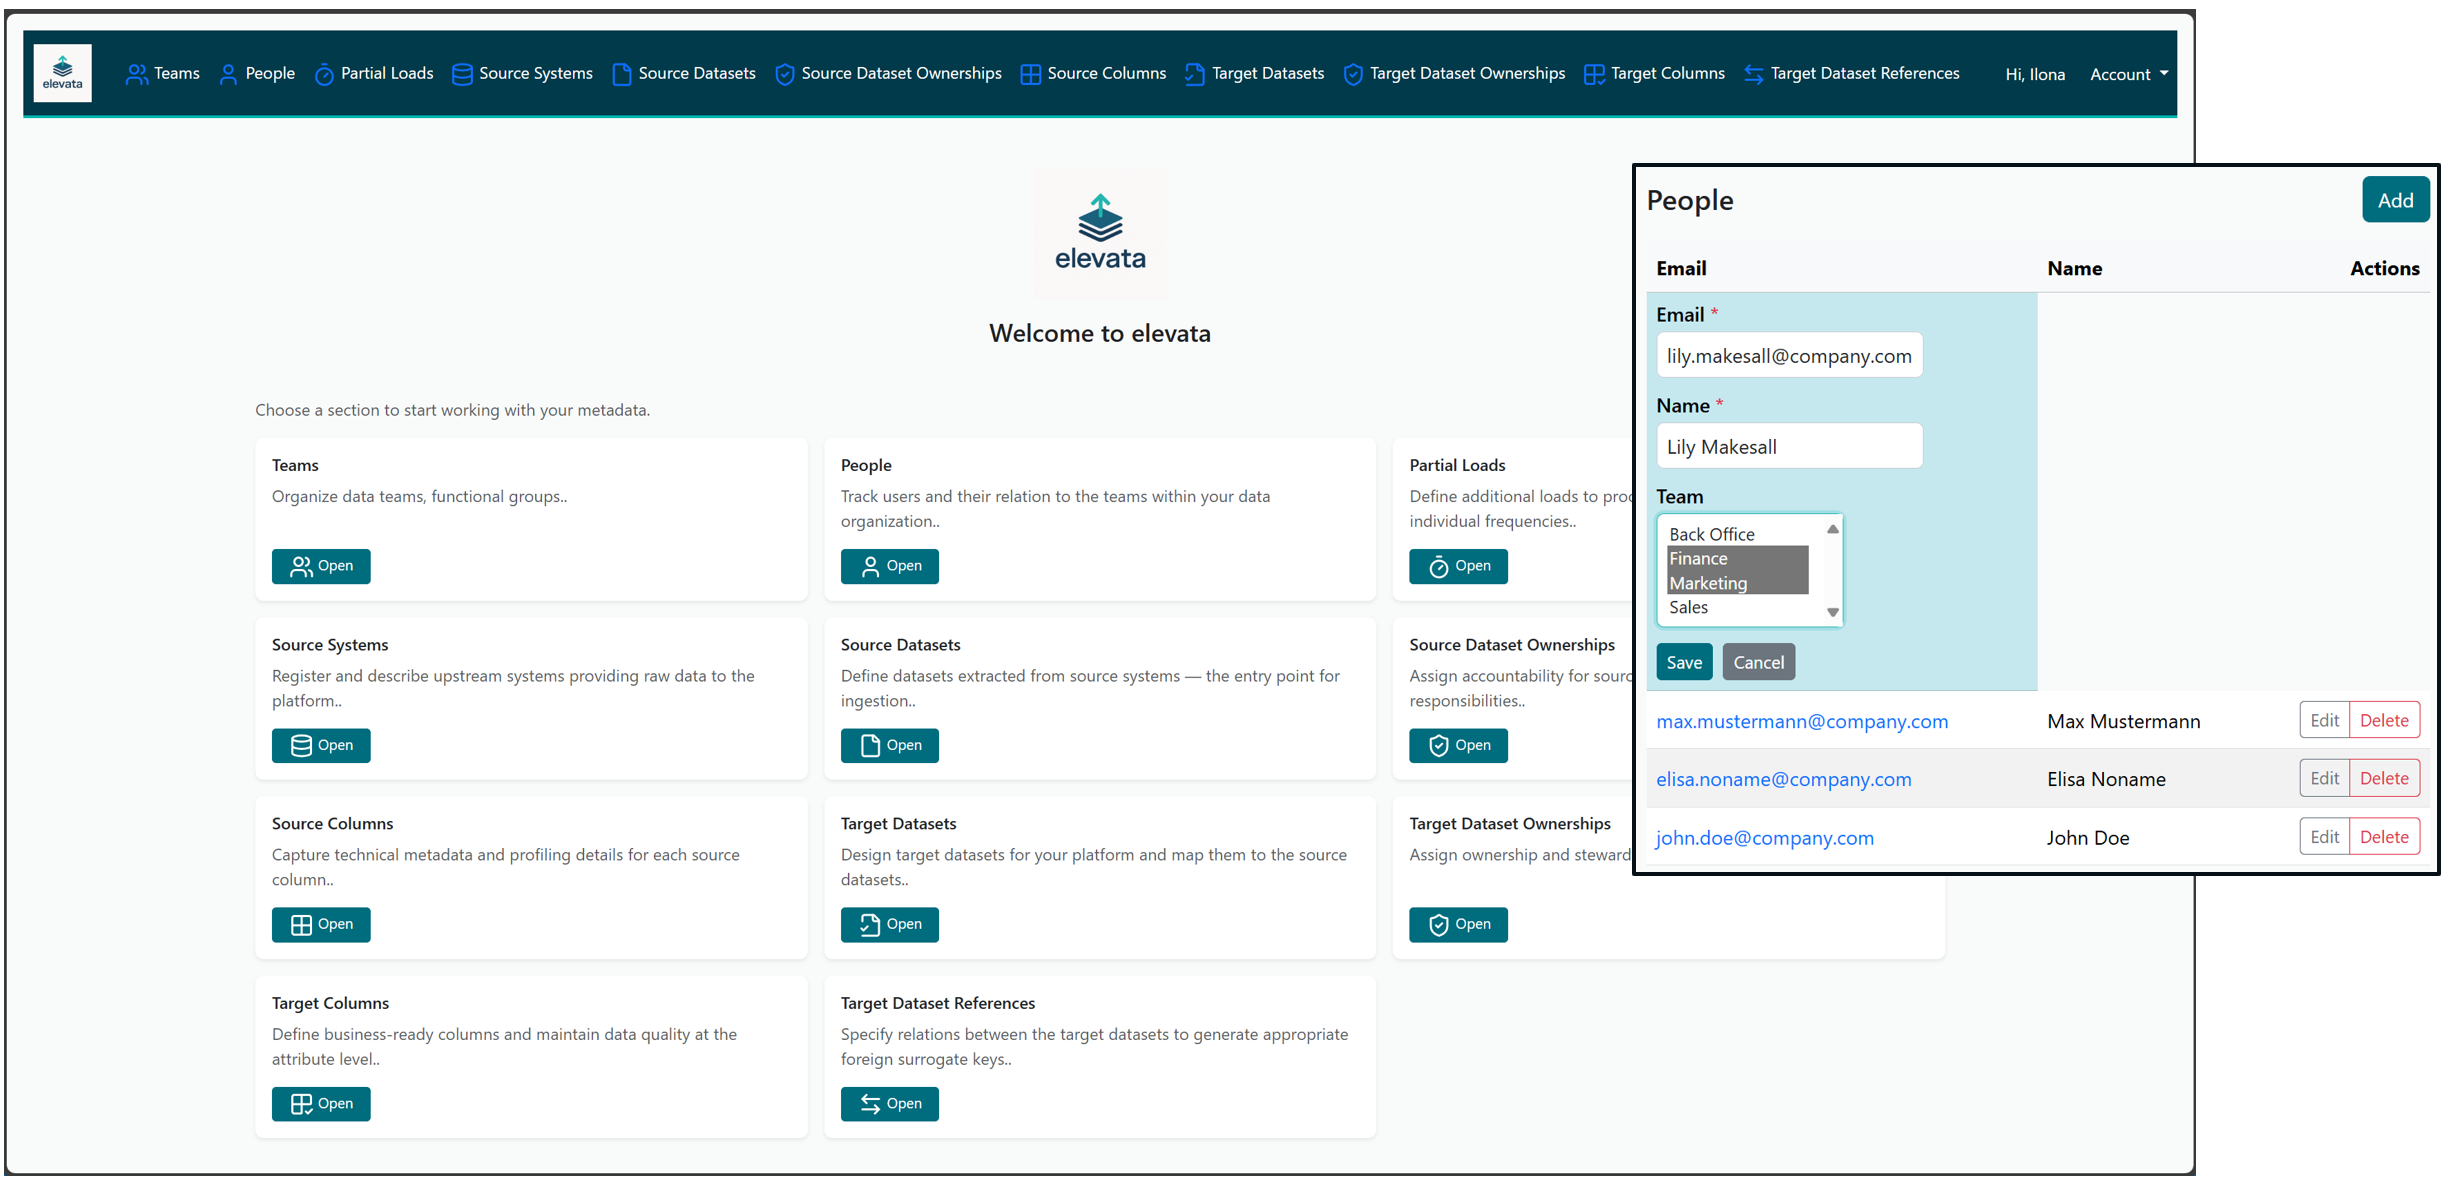 elevata
Teams People Partial Loads Source Systems Source Datasets Source Dataset Ownerships Source Columns Target Datasets Target Dataset Ownerships Target Columns Target Dataset References Hi, Ilona Account
elevata
Welcome to elevata
Choose a section to start working with your metadata.
Teams
Organize data teams, functional groups..
Open
People
Track users and their relation to the teams within your data
organization..
Open
Partial Loads
Define additional loads to
individual frequencies..
Open
Source Systems
Register and describe upstream systems providing raw data to the
platform..
Open
Source Datasets
Define datasets extracted from source systems — the entry point for
ingestion..
Open
Source Dataset Ownerships
Assign accountability for
responsibilities..
Open
Source Columns
Capture technical metadata and profiling details for each source
column..
Open
Target Datasets
Design target datasets for your platform and map them to the source
datasets..
Open
Target Dataset Ownerships
Assign ownership and
Open
Target Columns
Define business-ready columns and maintain data quality at the
attribute level..
Open
Target Dataset References
Specify relations between the target datasets to generate appropriate
foreign surrogate keys..
Open
People
Add
Email Name Actions
Email *
lily.makesall@company.com
Name *
Lily Makesall
Team
Back Office
Finance
Marketing
Sales
Save Cancel
max.mustermann@company.com Max Mustermann Edit Delete
elisa.noname@company.com Elisa Noname Edit Delete
john.doe@company.com John Doe Edit Delete